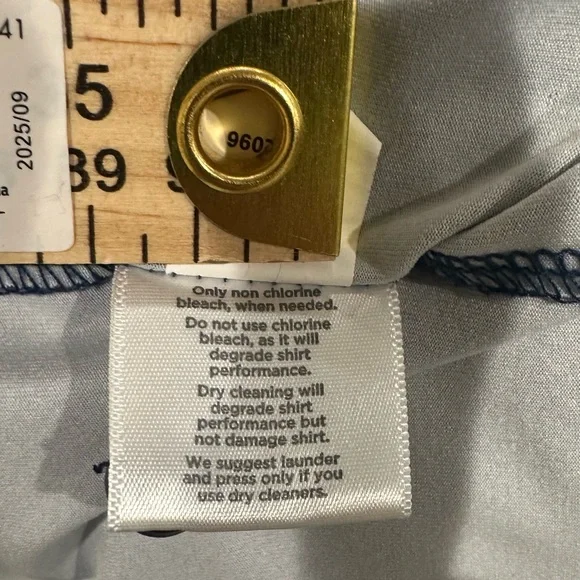 41
2025/09
5
39
9607
Only non chlorine
bleach, when needed.
Do not use chlorine
bleach, as it will
degrade shirt
performance.
Dry cleaning will
degrade shirt
performance but
not damage shirt.
We suggest launder
and press only if you
use dry cleaners.